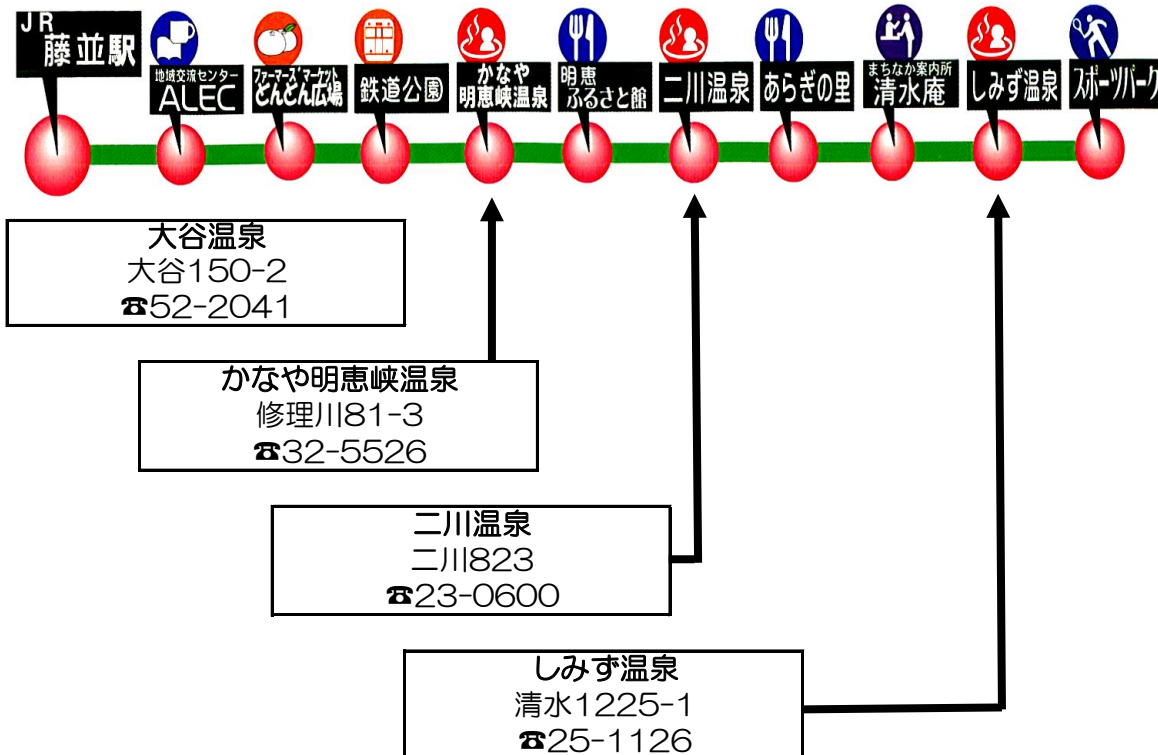 JR
藤並駅
地域交流センター
ALEC
ファーマーズマーケット
どんどん広場
鉄道公園
かなや
明恵峡温泉
明恵
ふるさと館
二川温泉
あらぎの里
まちなか案内所
清水庵
しみず温泉
スポーツパーク
大谷温泉
大谷150-2
☎52-2041
かなや明恵峡温泉
修理川81-3
☎32-5526
二川温泉
二川823
☎23-0600
しみず温泉
清水1225-1
☎25-1126